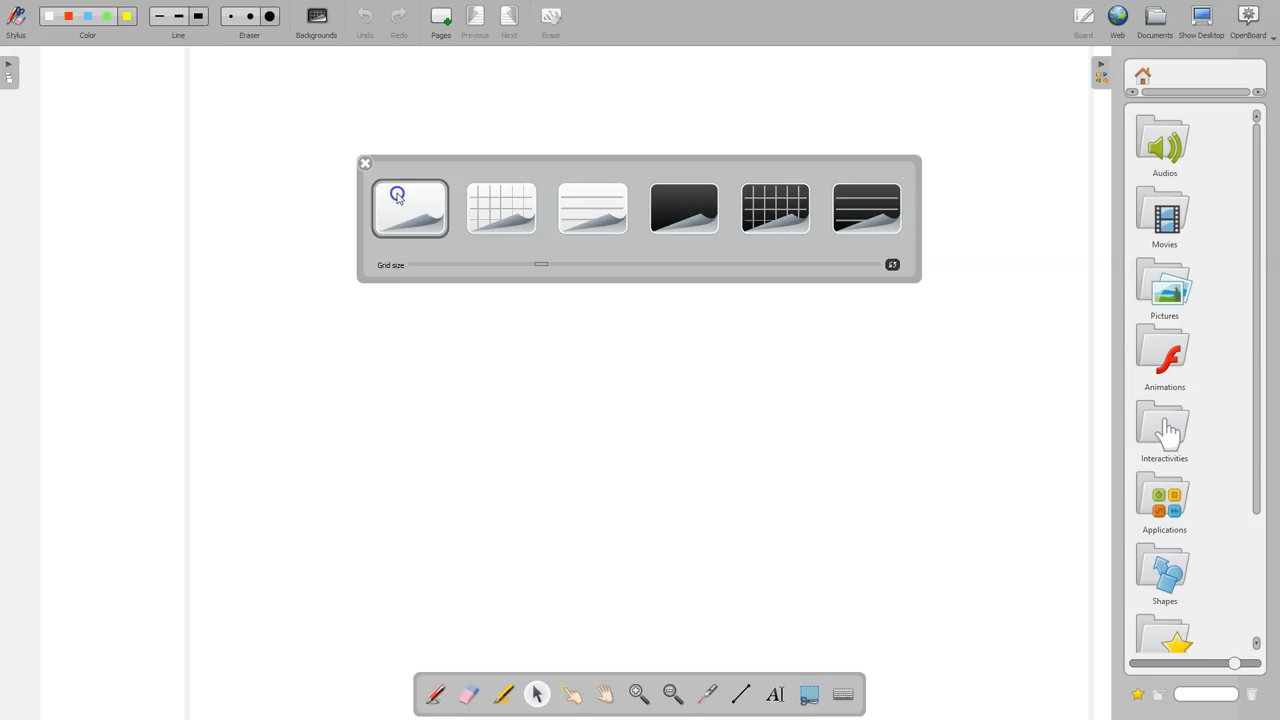 Stylus
Color
Line
Eraser
Backgrounds
Undo
Redo
Pages
Previous
Next
Erase
Board
Web
Documents
Show Desktop
OpenBoard
Grid size
Audios
Movies
Pictures
Animations
Interactivities
Applications
Shapes